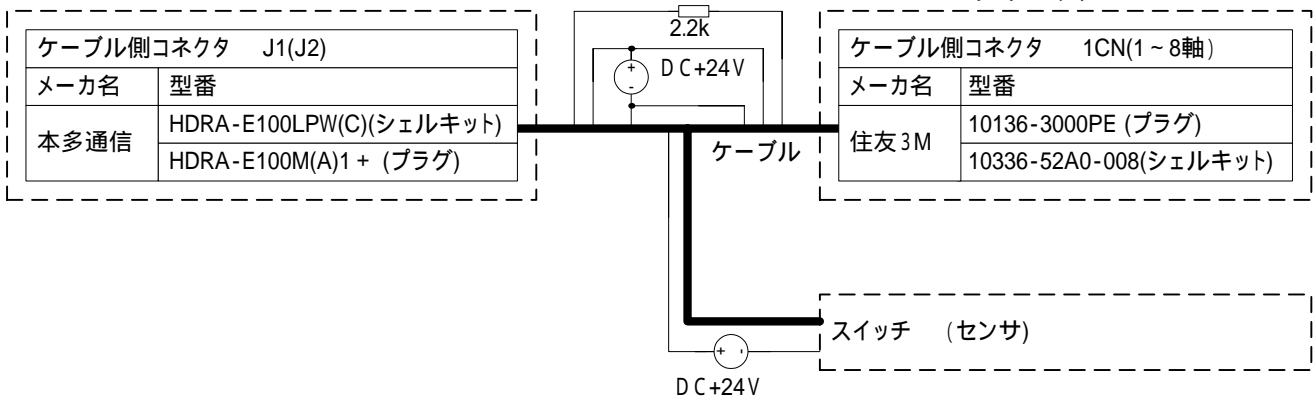 ケーブル側コネクタ J1(J2)
メーカ名 型番
本多通信
HDRA-E100LPW(C)(シェルキット)
HDRA-E100M(A)1 + (プラグ)
2.2k
+
DC+24V
-
ケーブル
ケーブル側コネクタ 1CN(1~8軸)
メーカ名 型番
住友3M
10136-3000PE (プラグ)
10336-52A0-008(シェルキット)
スイッチ (センサ)
+ -
DC+24V